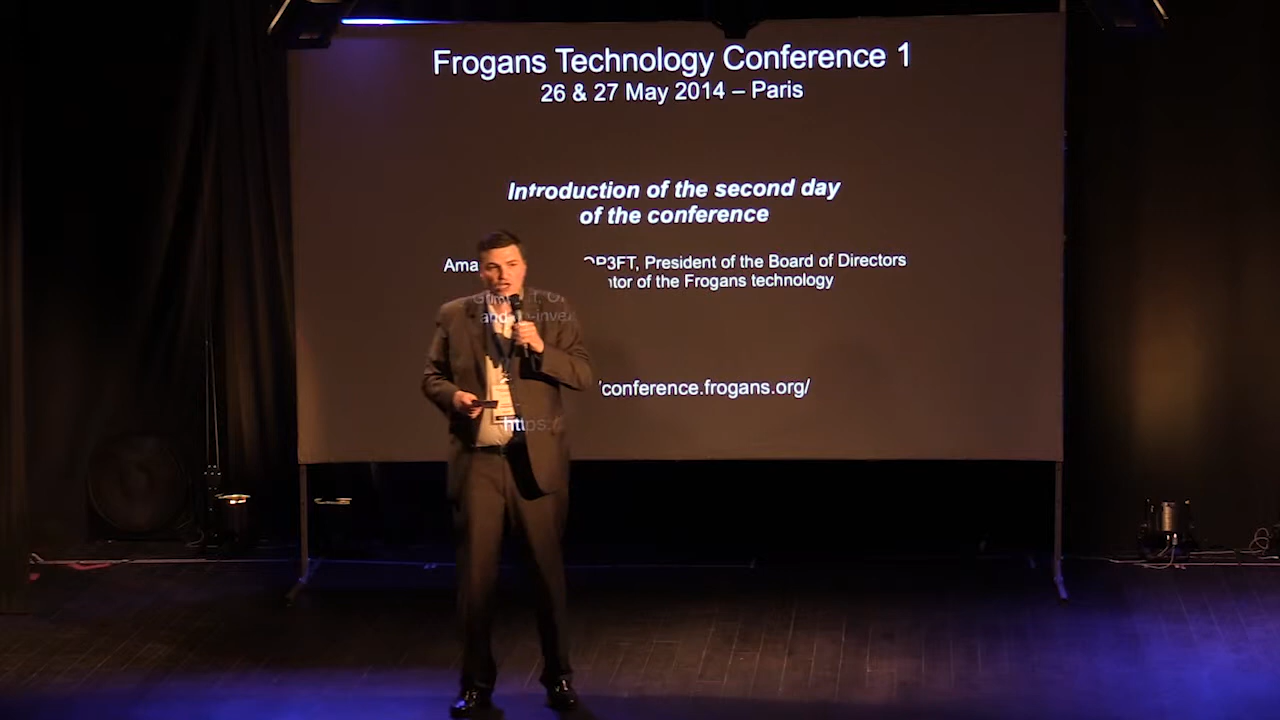 Frogans Technology Conference 1
26 & 27 May 2014 – Paris
Introduction of the second day
of the conference
OP3FT, President of the Board of Directors
of the Frogans technology
conference.frogans.org/
https:/